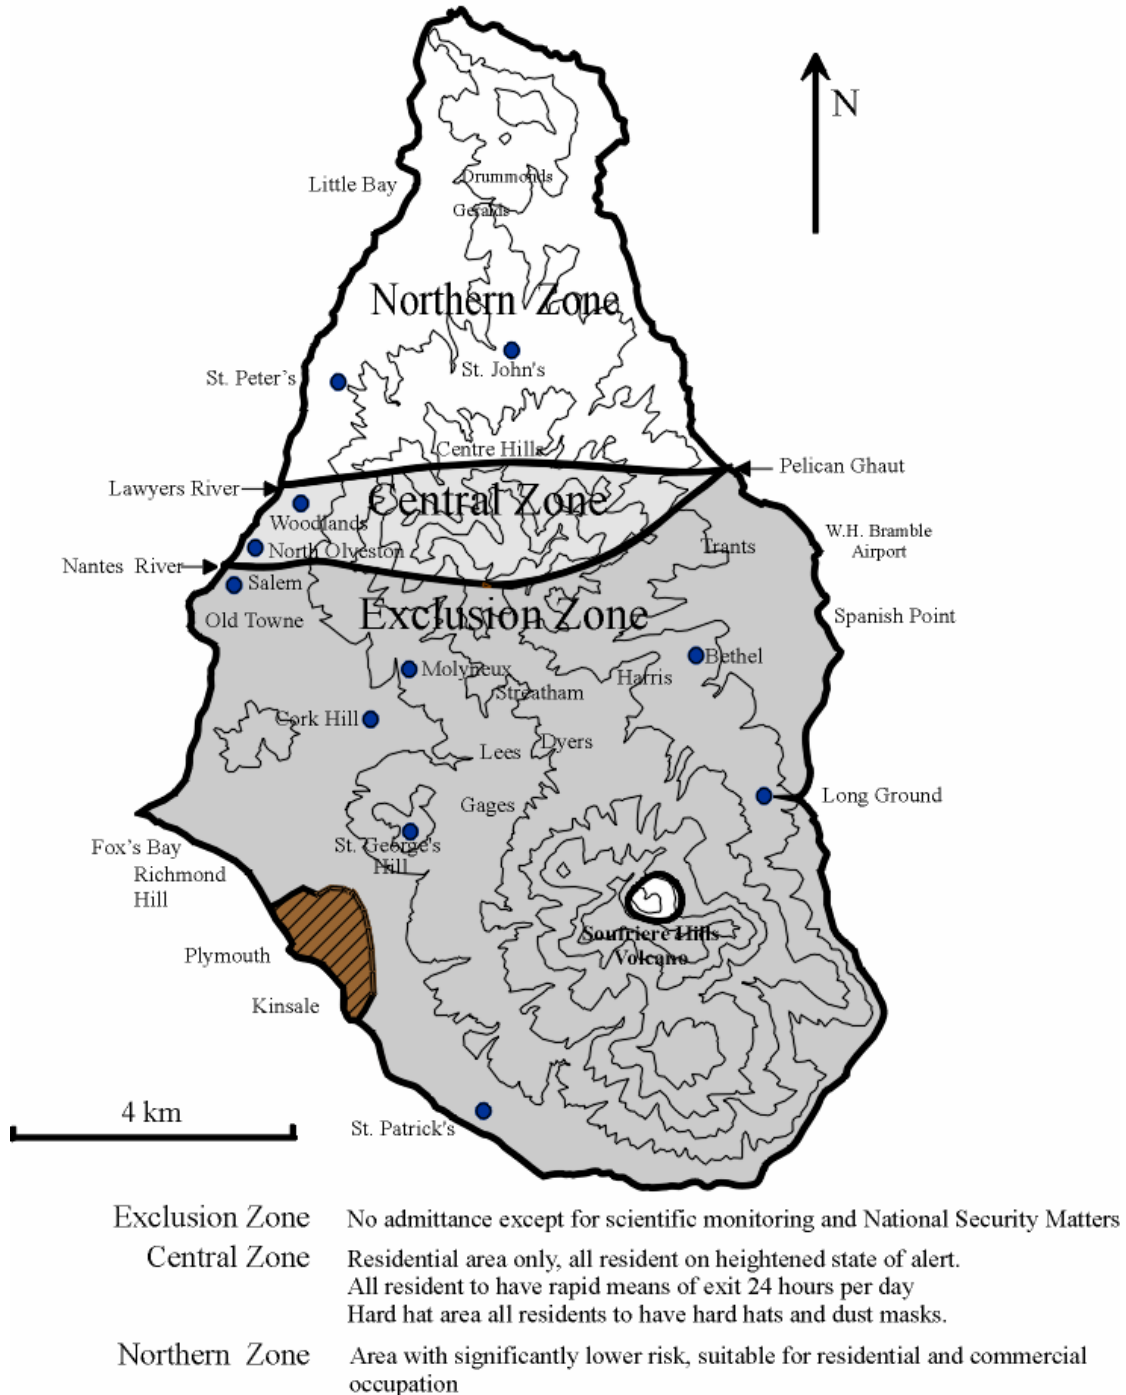 N
Little Bay
Drummonds
Geralds
Northern Zone
St. John's
St. Peter’s
Centre Hills
Pelican Ghaut
Lawyers River
Central Zone
Woodlands
W.H. Bramble
Airport
North Olveston
Trants
Nantes River
Salem
Old Towne
Exclusion Zone
Spanish Point
Bethel
Molyneux
Harris
Streatham
Cork Hill
Dyers
Lees
Long Ground
Gages
St. George's
Hill
Fox’s Bay
Richmond
Hill
Soufriere Hills
Volcano
Plymouth
Kinsale
4 km
St. Patrick's
Exclusion Zone No admittance except for scientific monitoring and National Security Matters
Central Zone Residential area only, all resident on heightened state of alert.
All resident to have rapid means of exit 24 hours per day
Hard hat area all residents to have hard hats and dust masks.
Northern Zone Area with significantly lower risk, suitable for residential and commercial
occupation